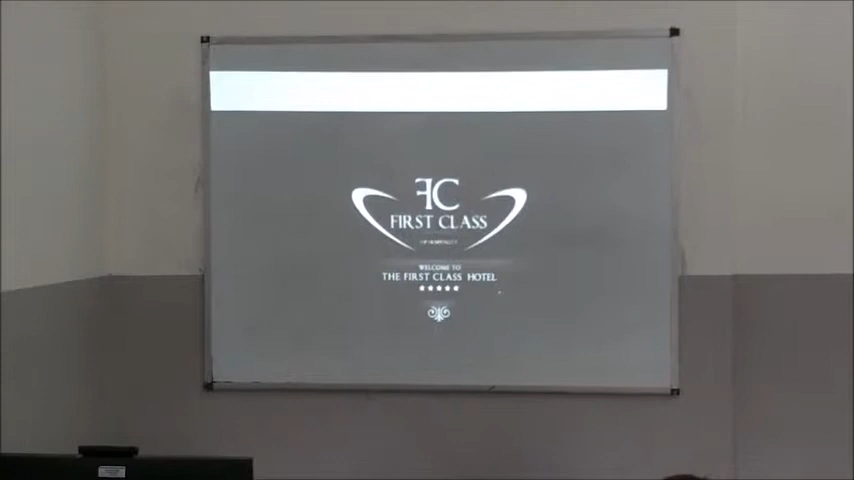 FC
FIRST CLASS
WELCOME TO
THE FIRST CLASS HOTEL